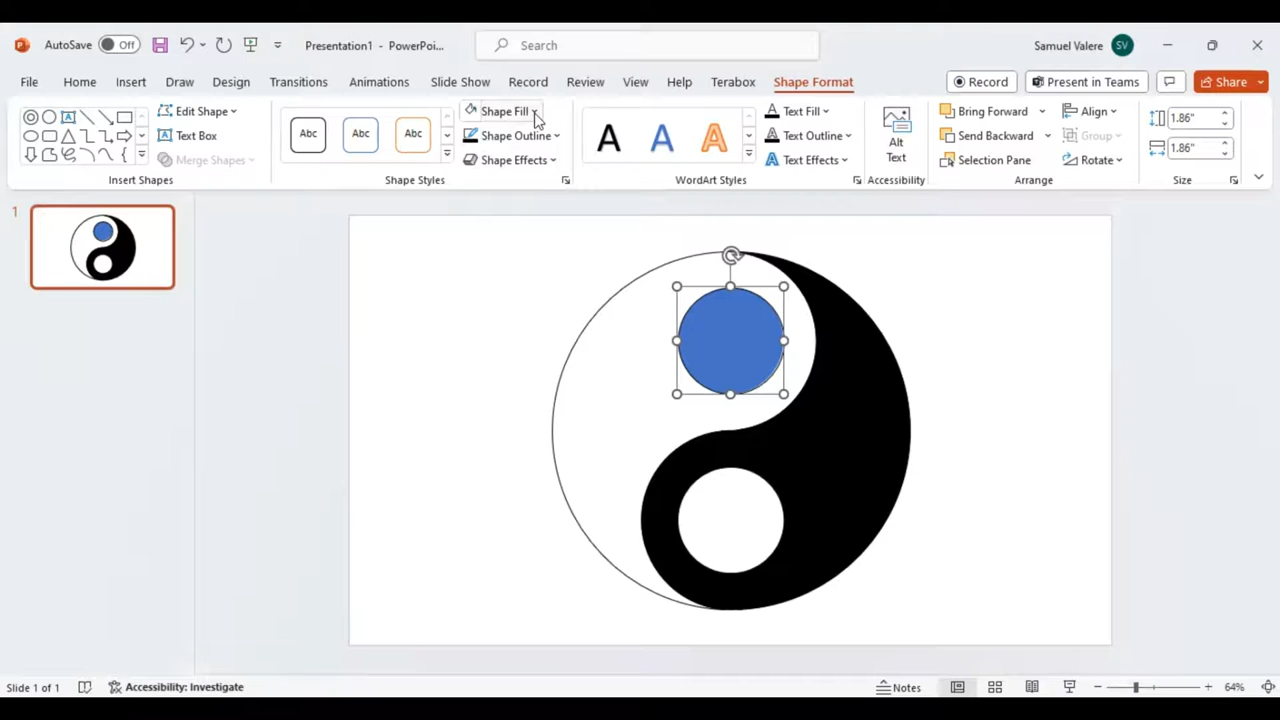 AutoSave Off Presentation1 - PowerPoi... Search Samuel Valere SV
File Home Insert Draw Design Transitions Animations Slide Show Record Review View Help Terabox Shape Format Record Present in Teams Share
Edit Shape
Text Box
Merge Shapes
Insert Shapes
Abc Abc Abc
Shape Fill
Shape Outline
Shape Effects
Shape Styles
A A A
Text Fill
Text Outline
Text Effects
WordArt Styles
Alt
Text
Accessibility
Bring Forward
Send Backward
Selection Pane
Align
Group
Rotate
Arrange
1.86"
1.86"
Size
1
Slide 1 of 1 Accessibility: Investigate Notes 64%